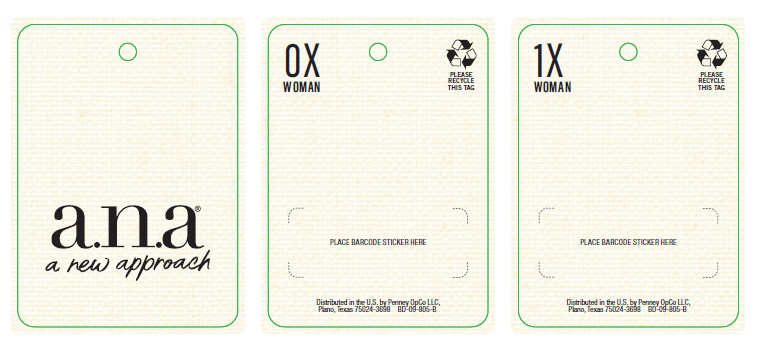 a.n.a®
a new approach
0X
WOMAN
PLEASE
RECYCLE
THIS TAG
PLACE BARCODE STICKER HERE
Distributed in the U.S. by Penney OpCo LLC,
Plano, Texas 75024-3698 BD-09-805-B
1X
WOMAN
PLEASE
RECYCLE
THIS TAG
PLACE BARCODE STICKER HERE
Distributed in the U.S. by Penney OpCo LLC,
Plano, Texas 75024-3698 BD-09-805-B